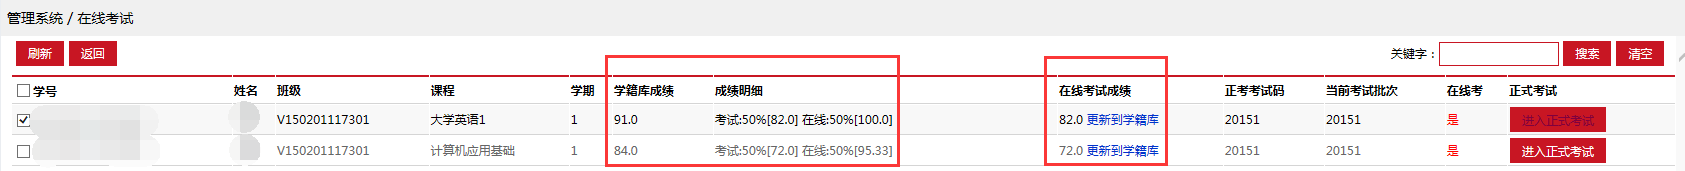 管理系统 / 在线考试
刷新 返回 关键字： 搜索 清空
学号 姓名 班级 课程 学期 学籍库成绩 成绩明细 在线考试成绩 正考考试码 当前考试批次 在线考 正式考试
V150201117301 大学英语1 1 91.0 考试:50%[82.0] 在线:50%[100.0] 82.0 更新到学籍库 20151 20151 是 进入正式考试
V150201117301 计算机应用基础 1 84.0 考试:50%[72.0] 在线:50%[95.33] 72.0 更新到学籍库 20151 20151 是 进入正式考试